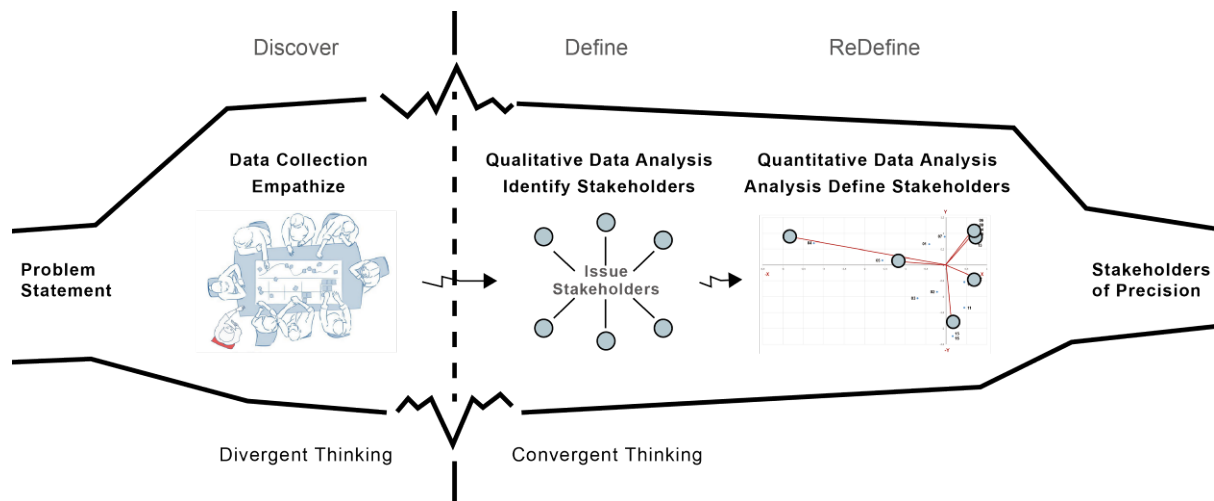 Discover
Define
ReDefine
Data Collection
Empathize
Qualitative Data Analysis
Identify Stakeholders
Quantitative Data Analysis
Analysis Define Stakeholders
Problem
Statement
Issue
Stakeholders
Y
-X
X
-Y
Stakeholders
of Precision
Divergent Thinking
Convergent Thinking